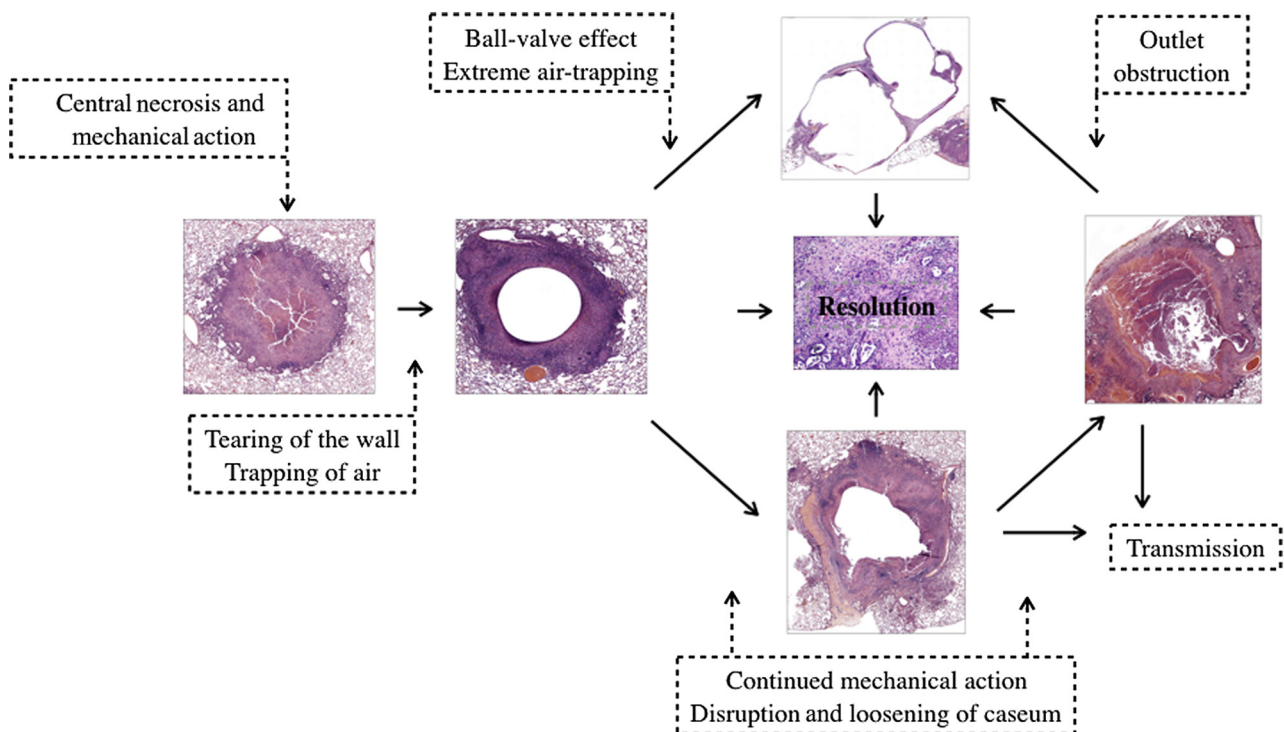 Ball-valve effect
Extreme air-trapping
Outlet
obstruction
Central necrosis and
mechanical action
Resolution
Tearing of the wall
Trapping of air
Transmission
Continued mechanical action
Disruption and loosening of caseum